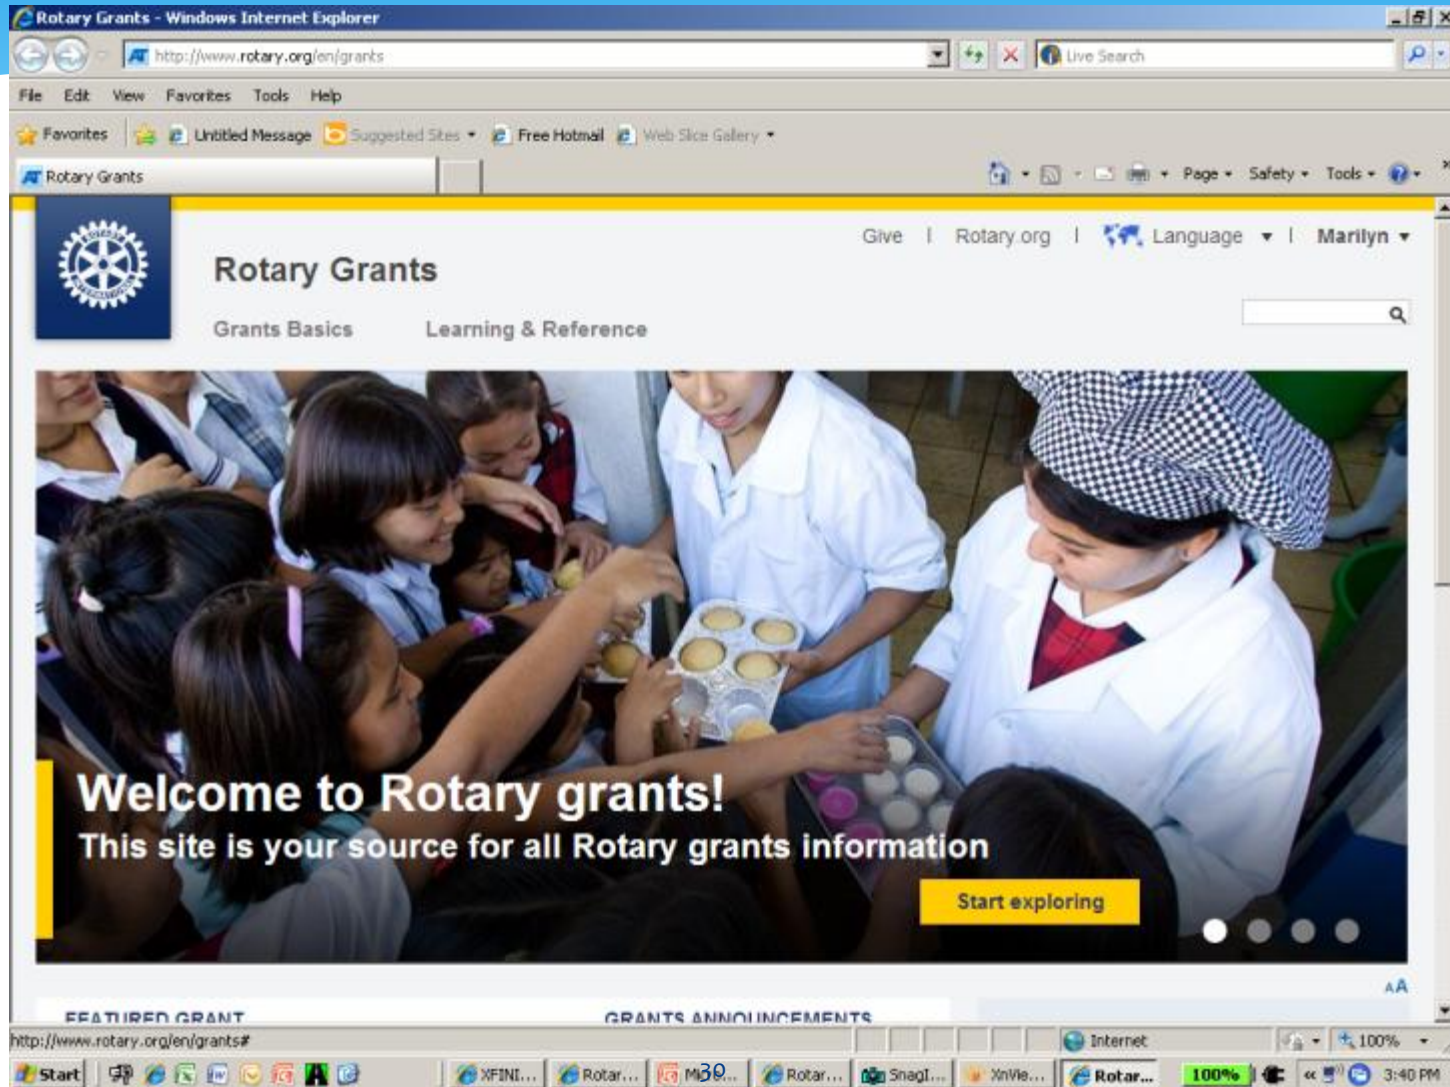 Rotary Grants - Windows Internet Explorer
http://www.rotary.org/en/grants
Live Search
File Edit View Favorites Tools Help
Favorites Untitled Message Suggested Sites Free Hotmail Web Slice Gallery
Rotary Grants
Page Safety Tools
Give | Rotary.org | Language | Marilyn
ROTARY INTERNATIONAL
Rotary Grants
Grants Basics Learning & Reference
Welcome to Rotary grants!
This site is your source for all Rotary grants information
Start exploring
AA
FEATURED GRANT GRANTS ANNOUNCEMENTS
http://www.rotary.org/en/grants# Internet 100%
Start XFINI... Rotar... Rotar... SnagI... XnVie... Rotar... 100% 3:40 PM
30